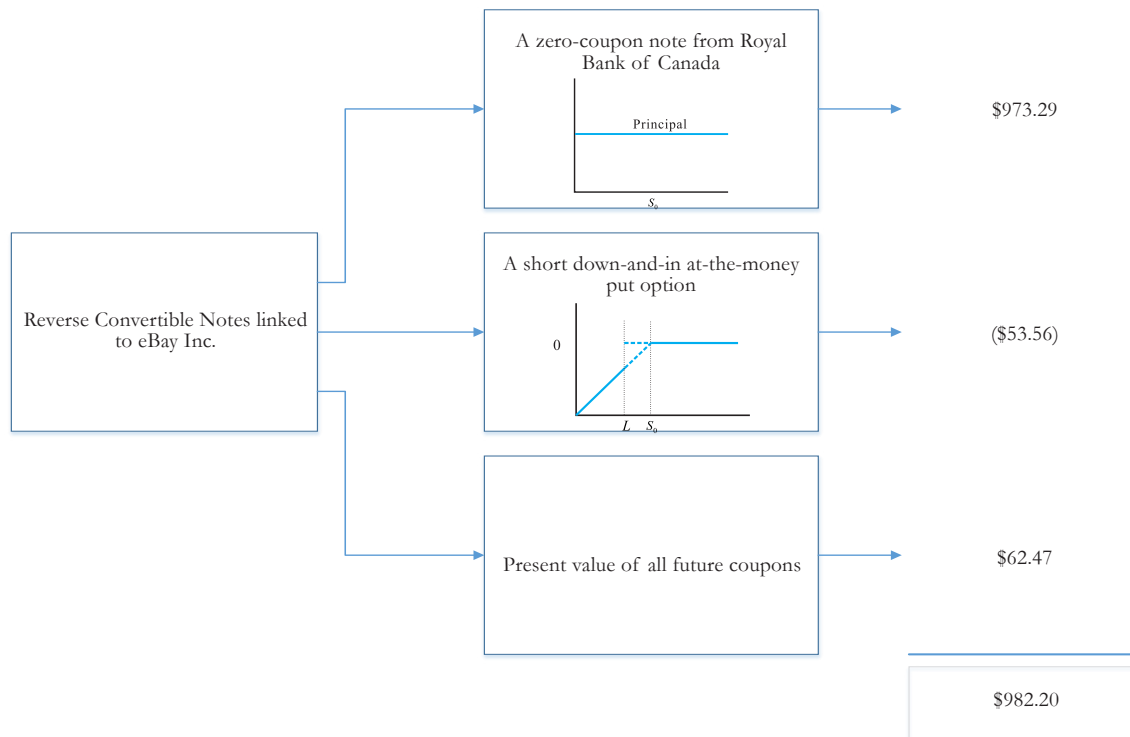 A zero-coupon note from Royal
Bank of Canada
Principal
S₀
$973.29
Reverse Convertible Notes linked
to eBay Inc.
A short down-and-in at-the-money
put option
0
L S₀
($53.56)
Present value of all future coupons
$62.47
$982.20